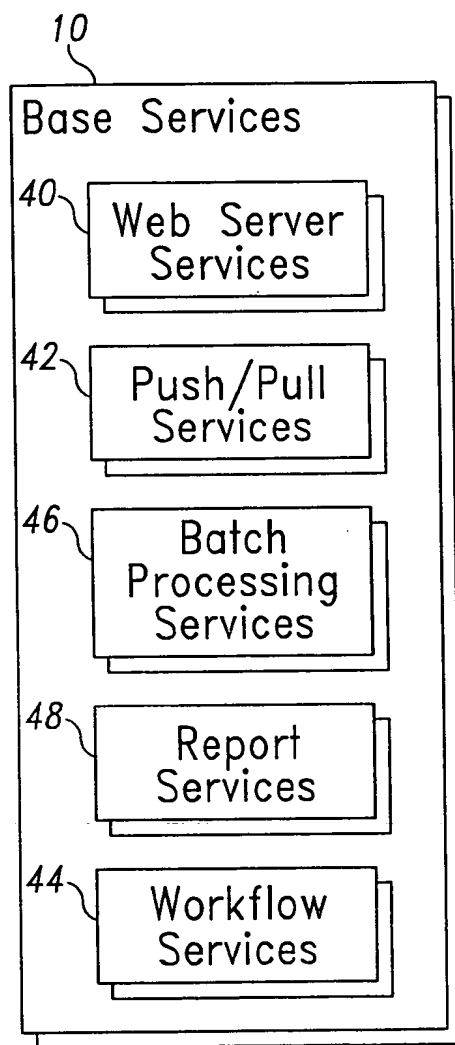 10
Base Services
40
Web Server
Services
42
Push/Pull
Services
46
Batch
Processing
Services
48
Report
Services
44
Workflow
Services